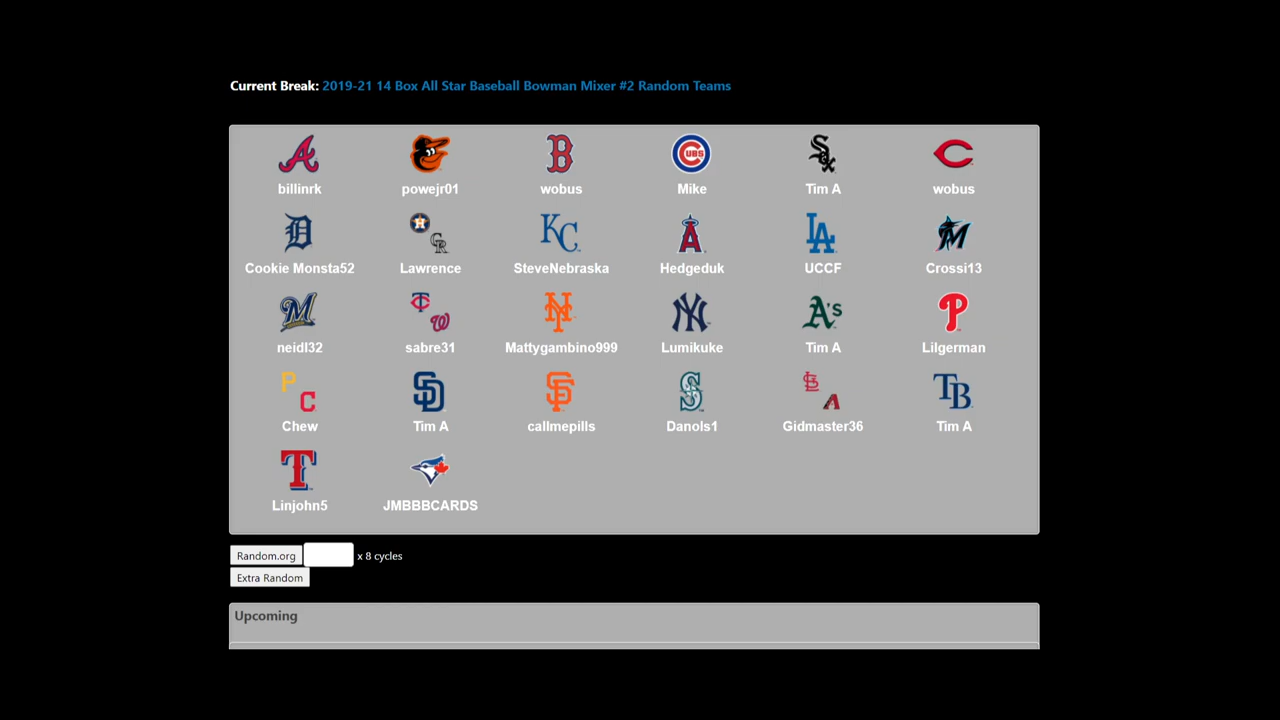 Current Break: 2019-21 14 Box All Star Baseball Bowman Mixer #2 Random Teams
billinrk powejr01 wobus Mike Tim A wobus
Cookie Monsta52 Lawrence SteveNebraska Hedgeduk UCCF Crossi13
neidl32 sabre31 Mattygambino999 Lumikuke Tim A Lilgerman
Chew Tim A callmepills Danols1 Gidmaster36 Tim A
Linjohn5 JMBBBCARDS
Random.org x 8 cycles
Extra Random
Upcoming